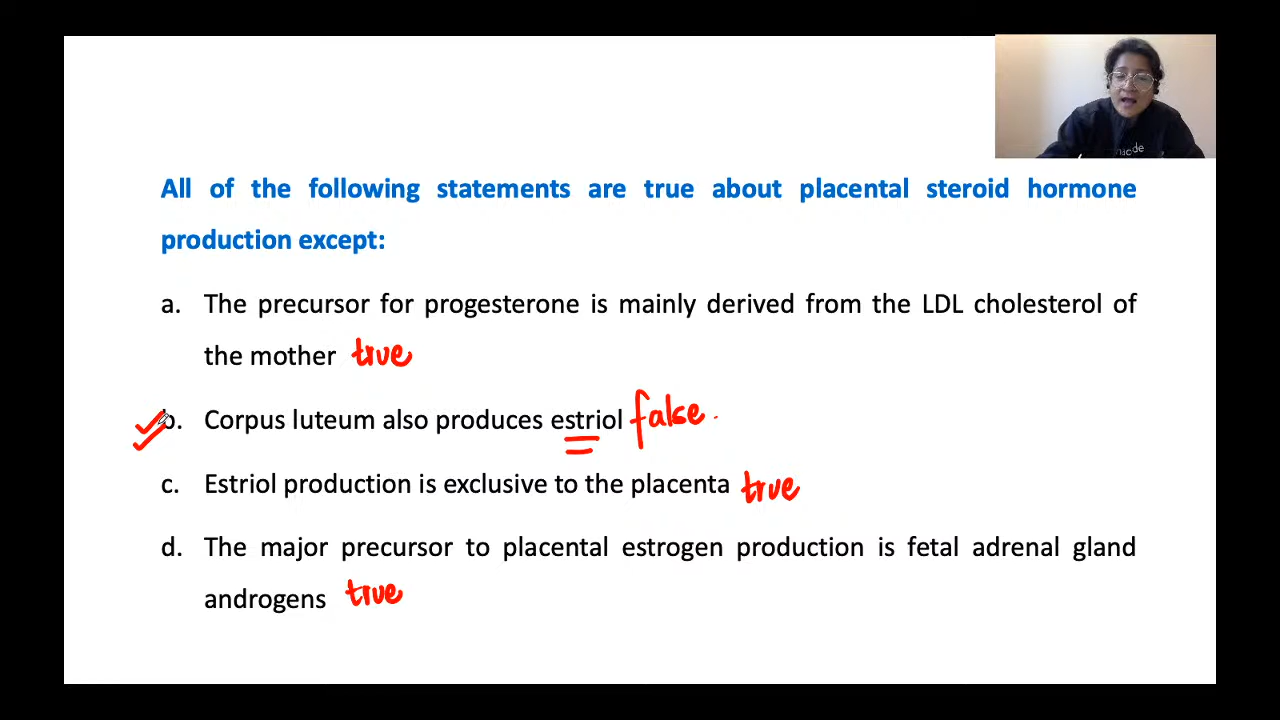 All of the following statements are true about placental steroid hormone
production except:
a. The precursor for progesterone is mainly derived from the LDL cholesterol of
the mother true
b. Corpus luteum also produces estriol false
c. Estriol production is exclusive to the placenta true
d. The major precursor to placental estrogen production is fetal adrenal gland
androgens true